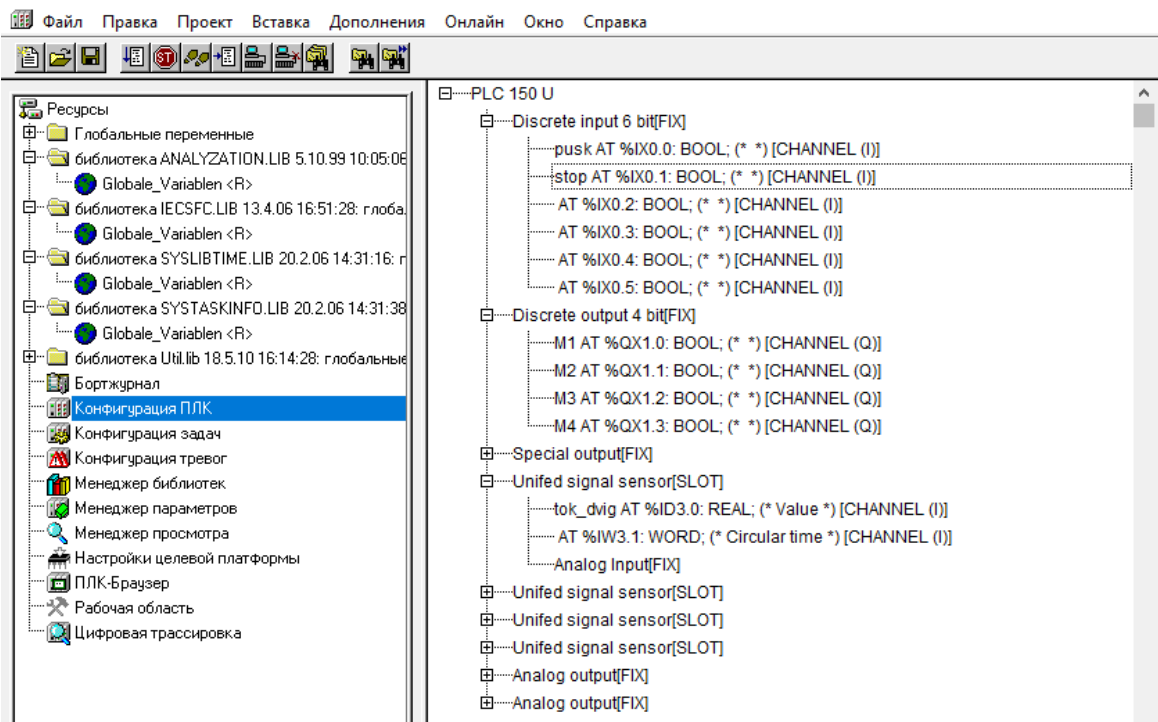 Файл Правка Проект Вставка Дополнения Онлайн Окно Справка
Ресурсы
Глобальные переменные
библиотека ANALYZATION.LIB 5.10.99 10:05:06
Globale_Variablen <R>
библиотека IECSFC.LIB 13.4.06 16:51:28: глоба
Globale_Variablen <R>
библиотека SYSLIBTIME.LIB 20.2.06 14:31:16: г
Globale_Variablen <R>
библиотека SYSTASKINFO.LIB 20.2.06 14:31:38
Globale_Variablen <R>
библиотека Util.lib 18.5.10 16:14:28: глобальные
Бортжурнал
Конфигурация ПЛК
Конфигурация задач
Конфигурация тревог
Менеджер библиотек
Менеджер параметров
Менеджер просмотра
Настройки целевой платформы
ПЛК-Браузер
Рабочая область
Цифровая трассировка
PLC 150 U
Discrete input 6 bit[FIX]
pusk AT %IX0.0: BOOL; (* *) [CHANNEL (I)]
stop AT %IX0.1: BOOL; (* *) [CHANNEL (I)]
AT %IX0.2: BOOL; (* *) [CHANNEL (I)]
AT %IX0.3: BOOL; (* *) [CHANNEL (I)]
AT %IX0.4: BOOL; (* *) [CHANNEL (I)]
AT %IX0.5: BOOL; (* *) [CHANNEL (I)]
Discrete output 4 bit[FIX]
M1 AT %QX1.0: BOOL; (* *) [CHANNEL (Q)]
M2 AT %QX1.1: BOOL; (* *) [CHANNEL (Q)]
M3 AT %QX1.2: BOOL; (* *) [CHANNEL (Q)]
M4 AT %QX1.3: BOOL; (* *) [CHANNEL (Q)]
Special output[FIX]
Unifed signal sensor[SLOT]
tok_dvig AT %ID3.0: REAL; (* Value *) [CHANNEL (I)]
AT %IW3.1: WORD; (* Circular time *) [CHANNEL (I)]
Analog Input[FIX]
Unifed signal sensor[SLOT]
Unifed signal sensor[SLOT]
Unifed signal sensor[SLOT]
Analog output[FIX]
Analog output[FIX]